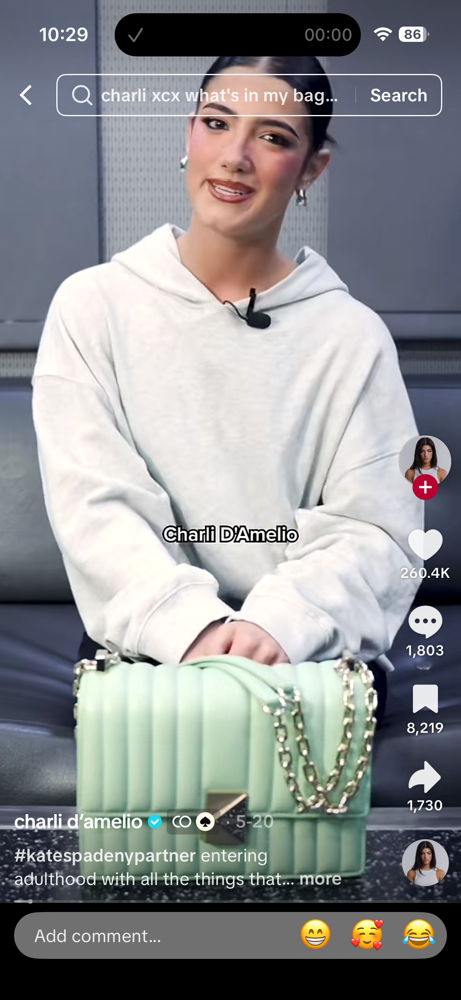 10:29
00:00
86
charli xcx what's in my bag...
Search
Charli D'Amelio
260.4K
1,803
8,219
1,730
charli d’amelio
· 5-20
#katespadenypartner entering
adulthood with all the things that... more
Add comment...